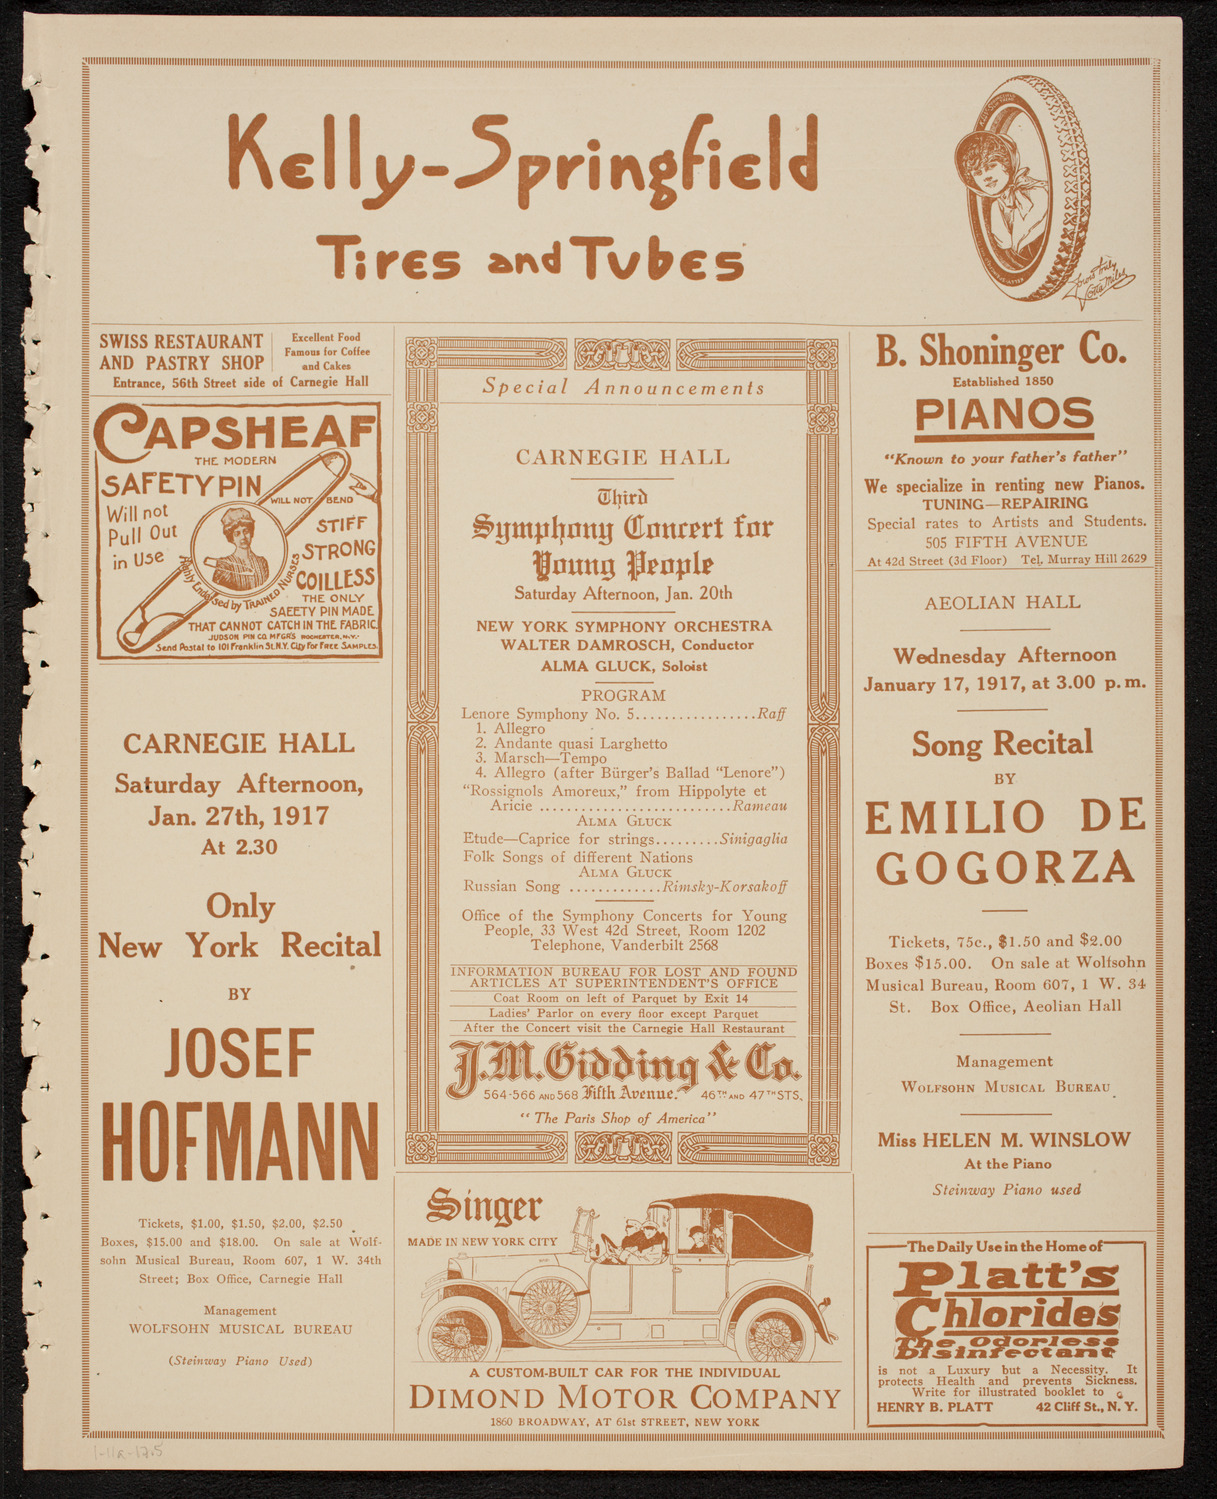 Kelly-Springfield
Tires and Tubes
Yours truly
Lotta Miles
SWISS RESTAURANT
AND PASTRY SHOP
Excellent Food
Famous for Coffee
and Cakes
Entrance, 56th Street side of Carnegie Hall
CAPSHEAF
THE MODERN
SAFETY PIN
WILL NOT BEND
Will not
Pull Out
in Use
STIFF
STRONG
COILLESS
Highly Endorsed by TRAINED NURSES
THE ONLY
SAFETY PIN MADE
THAT CANNOT CATCH IN THE FABRIC.
JUDSON PIN CO. MFGR'S ROCHESTER, N.Y.
Send Postal to 101 Franklin St. N.Y. City for FREE SAMPLES.
CARNEGIE HALL
Saturday Afternoon,
Jan. 27th, 1917
At 2.30
Only
New York Recital
BY
JOSEF
HOFMANN
Tickets, $1.00, $1.50, $2.00, $2.50
Boxes, $15.00 and $18.00. On sale at Wolf-
sohn Musical Bureau, Room 607, 1 W. 34th
Street; Box Office, Carnegie Hall
Management
WOLFSOHN MUSICAL BUREAU
(Steinway Piano Used)
Special Announcements
CARNEGIE HALL
Third
Symphony Concert for
Young People
Saturday Afternoon, Jan. 20th
NEW YORK SYMPHONY ORCHESTRA
WALTER DAMROSCH, Conductor
ALMA GLUCK, Soloist
PROGRAM
Lenore Symphony No. 5.................Raff
1. Allegro
2. Andante quasi Larghetto
3. Marsch—Tempo
4. Allegro (after Bürger's Ballad "Lenore")
"Rossignols Amoreux," from Hippolyte et
Aricie ...........................Rameau
ALMA GLUCK
Etude—Caprice for strings.........Sinigaglia
Folk Songs of different Nations
ALMA GLUCK
Russian Song .............Rimsky-Korsakoff
Office of the Symphony Concerts for Young
People, 33 West 42d Street, Room 1202
Telephone, Vanderbilt 2568
INFORMATION BUREAU FOR LOST AND FOUND
ARTICLES AT SUPERINTENDENT'S OFFICE
Coat Room on left of Parquet by Exit 14
Ladies' Parlor on every floor except Parquet
After the Concert visit the Carnegie Hall Restaurant
J.M. Gidding & Co.
564-566 AND 568 Fifth Avenue. 46TH AND 47TH STS.
"The Paris Shop of America"
Singer
MADE IN NEW YORK CITY
A CUSTOM-BUILT CAR FOR THE INDIVIDUAL
DIMOND MOTOR COMPANY
1860 BROADWAY, AT 61st STREET, NEW YORK
B. Shoninger Co.
Established 1850
PIANOS
"Known to your father's father"
We specialize in renting new Pianos.
TUNING—REPAIRING
Special rates to Artists and Students.
505 FIFTH AVENUE
At 42d Street (3d Floor) Tel. Murray Hill 2629
AEOLIAN HALL
Wednesday Afternoon
January 17, 1917, at 3.00 p.m.
Song Recital
BY
EMILIO DE
GOGORZA
Tickets, 75c., $1.50 and $2.00
Boxes $15.00. On sale at Wolfsohn
Musical Bureau, Room 607, 1 W. 34
St. Box Office, Aeolian Hall
Management
WOLFSOHN MUSICAL BUREAU
Miss HELEN M. WINSLOW
At the Piano
Steinway Piano used
The Daily Use in the Home of
Platt's
Chlorides
The Odorless
Disinfectant
is not a Luxury but a Necessity. It
protects Health and prevents Sickness.
Write for illustrated booklet to
HENRY B. PLATT 42 Cliff St., N. Y.